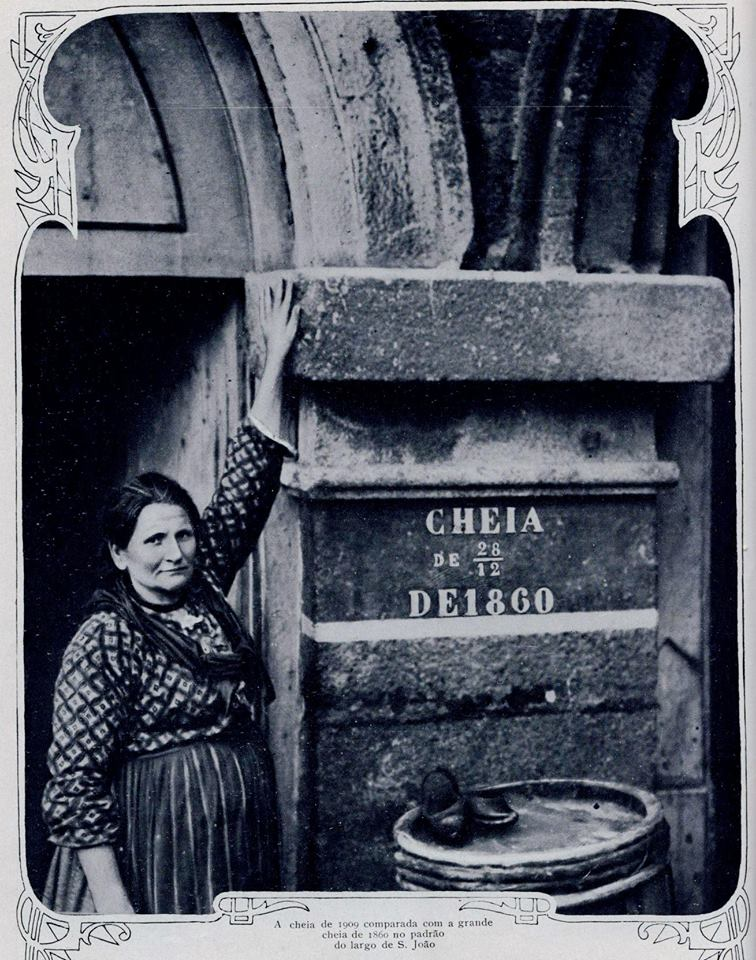 CHEIA
DE 28/12
DE1860
A cheia de 1909 comparada com a grande
cheia de 1860 no padrão
do largo de S. João